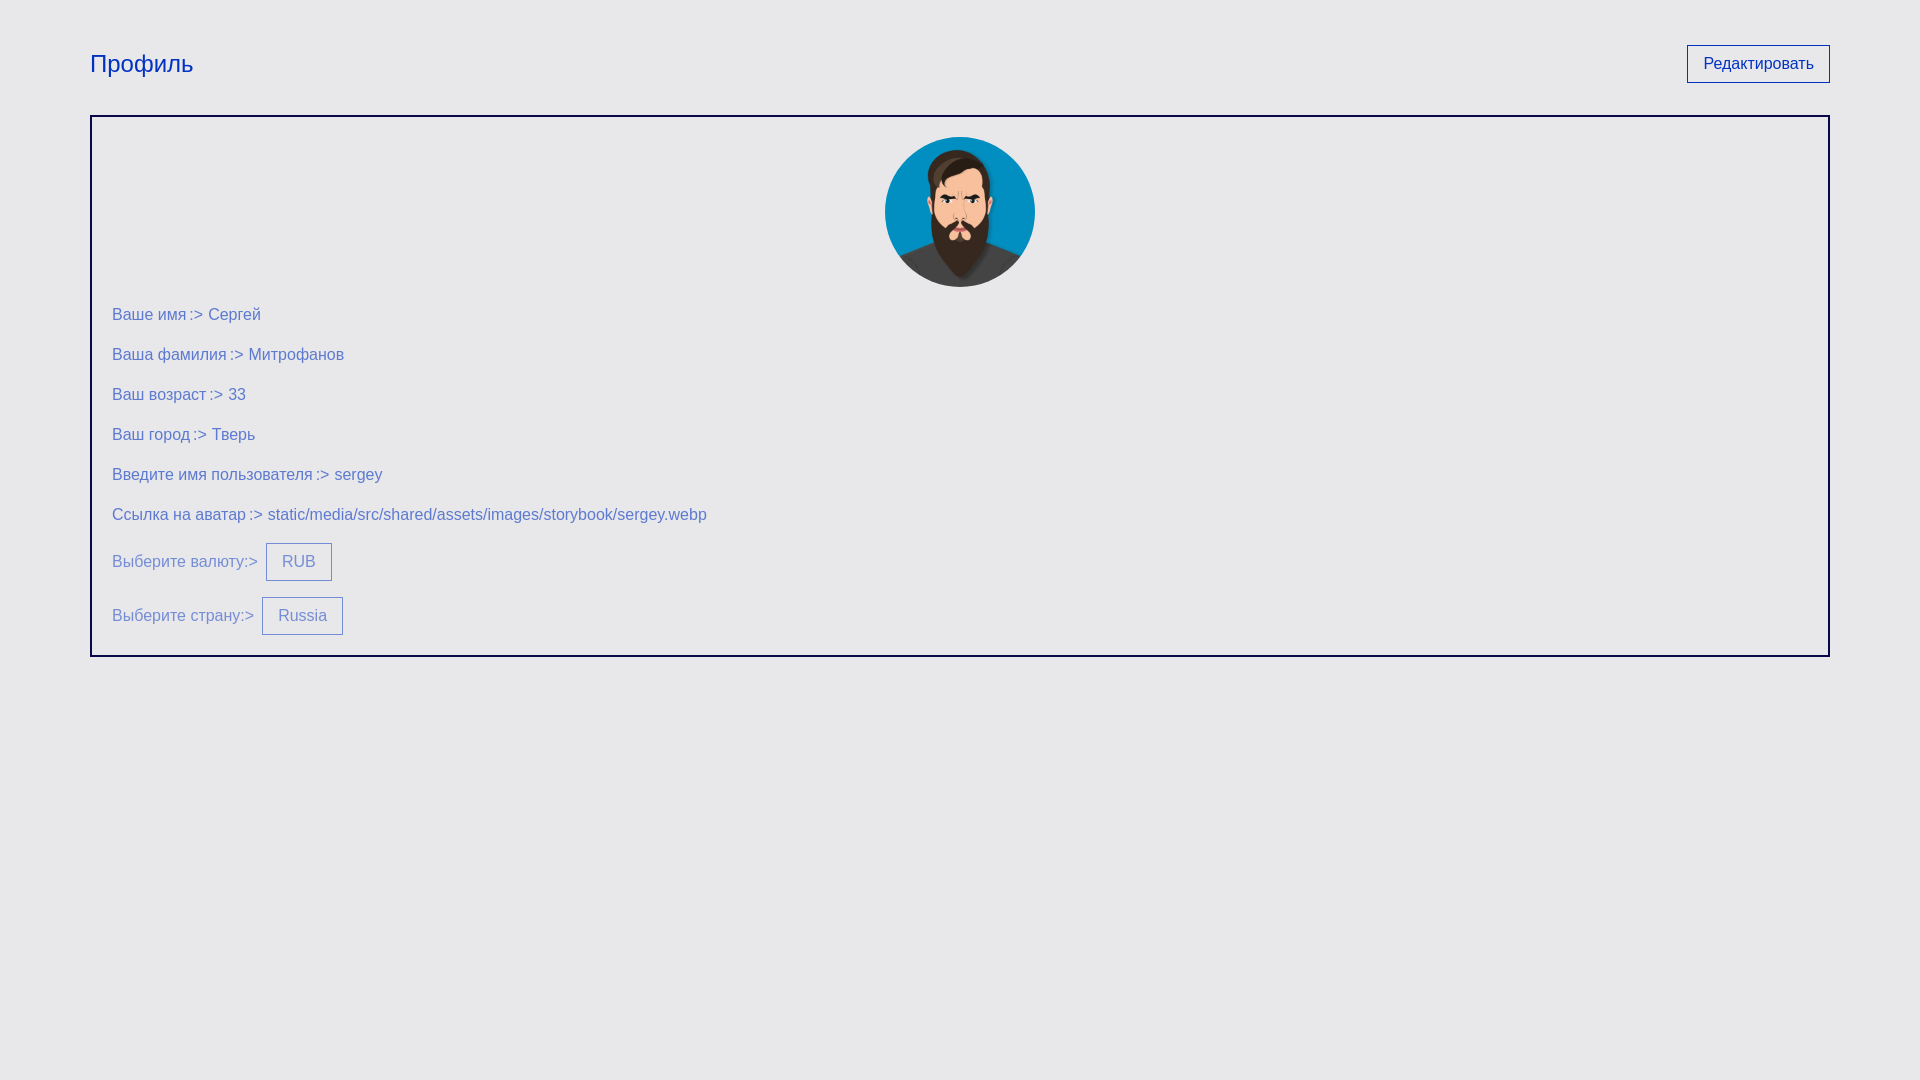 Профиль
Редактировать
Ваше имя :> Сергей
Ваша фамилия :> Митрофанов
Ваш возраст :> 33
Ваш город :> Тверь
Введите имя пользователя :> sergey
Ссылка на аватар :> static/media/src/shared/assets/images/storybook/sergey.webp
Выберите валюту:> RUB
Выберите страну:> Russia